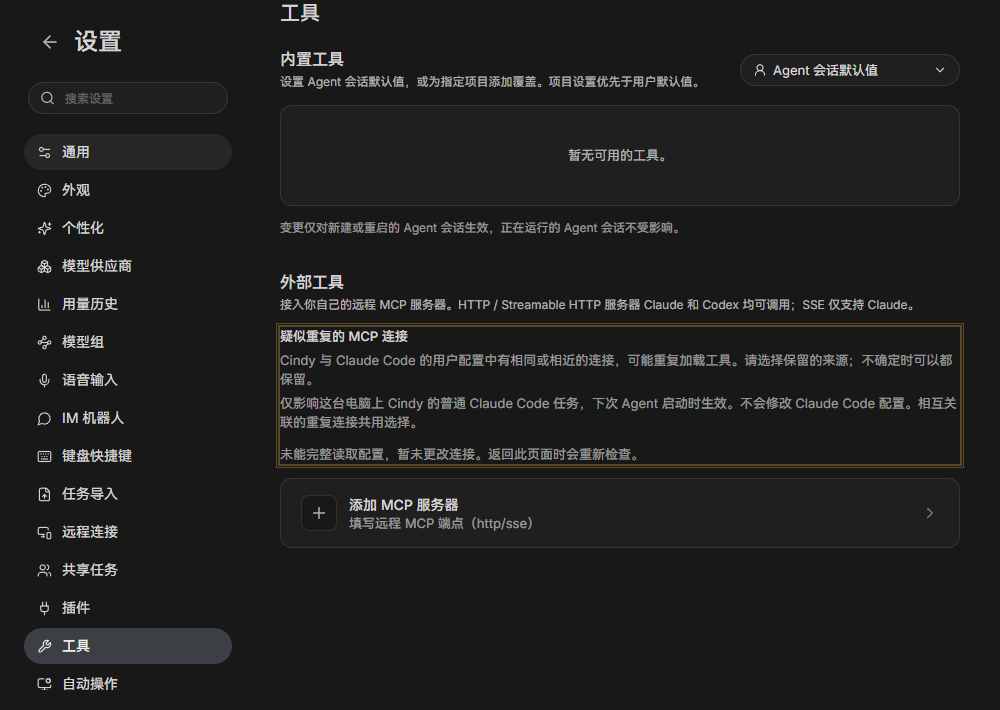 设置
搜索设置
通用
外观
个性化
模型供应商
用量历史
模型组
语音输入
IM 机器人
键盘快捷键
任务导入
远程连接
共享任务
插件
工具
自动操作
工具
内置工具
设置 Agent 会话默认值，或为指定项目添加覆盖。项目设置优先于用户默认值。
Agent 会话默认值
暂无可用的工具。
变更仅对新建或重启的 Agent 会话生效，正在运行的 Agent 会话不受影响。
外部工具
接入你自己的远程 MCP 服务器。HTTP / Streamable HTTP 服务器 Claude 和 Codex 均可调用；SSE 仅支持 Claude。
疑似重复的 MCP 连接
Cindy 与 Claude Code 的用户配置中有相同或相近的连接，可能重复加载工具。请选择保留的来源；不确定时可以都
保留。
仅影响这台电脑上 Cindy 的普通 Claude Code 任务，下次 Agent 启动时生效。不会修改 Claude Code 配置。相互关
联的重复连接共用选择。
未能完整读取配置，暂未更改连接。返回此页面时会重新检查。
添加 MCP 服务器
填写远程 MCP 端点（http/sse）